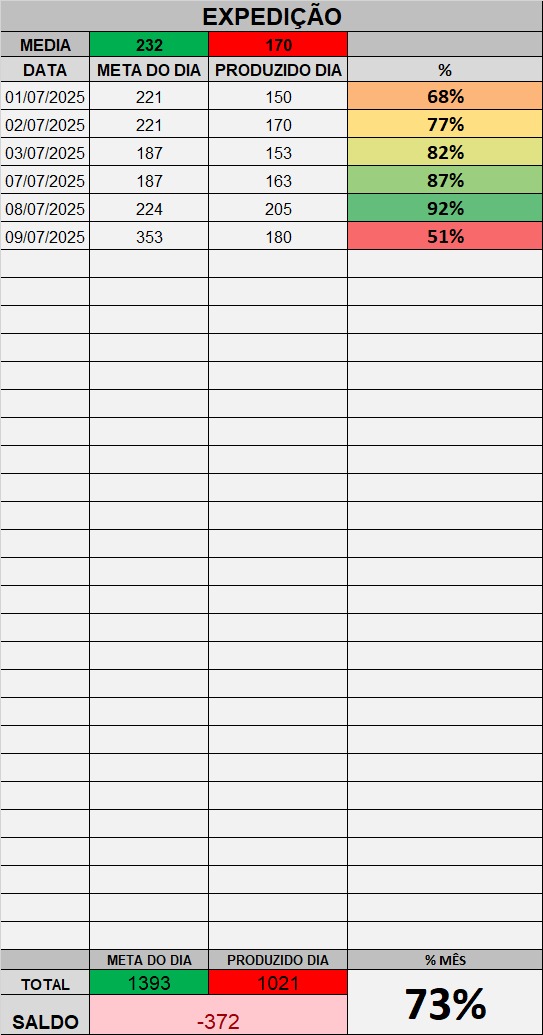 EXPEDIÇÃO
MEDIA 232 170
DATA META DO DIA PRODUZIDO DIA %
01/07/2025 221 150 68%
02/07/2025 221 170 77%
03/07/2025 187 153 82%
07/07/2025 187 163 87%
08/07/2025 224 205 92%
09/07/2025 353 180 51%
META DO DIA PRODUZIDO DIA % MÊS
TOTAL 1393 1021 73%
SALDO -372